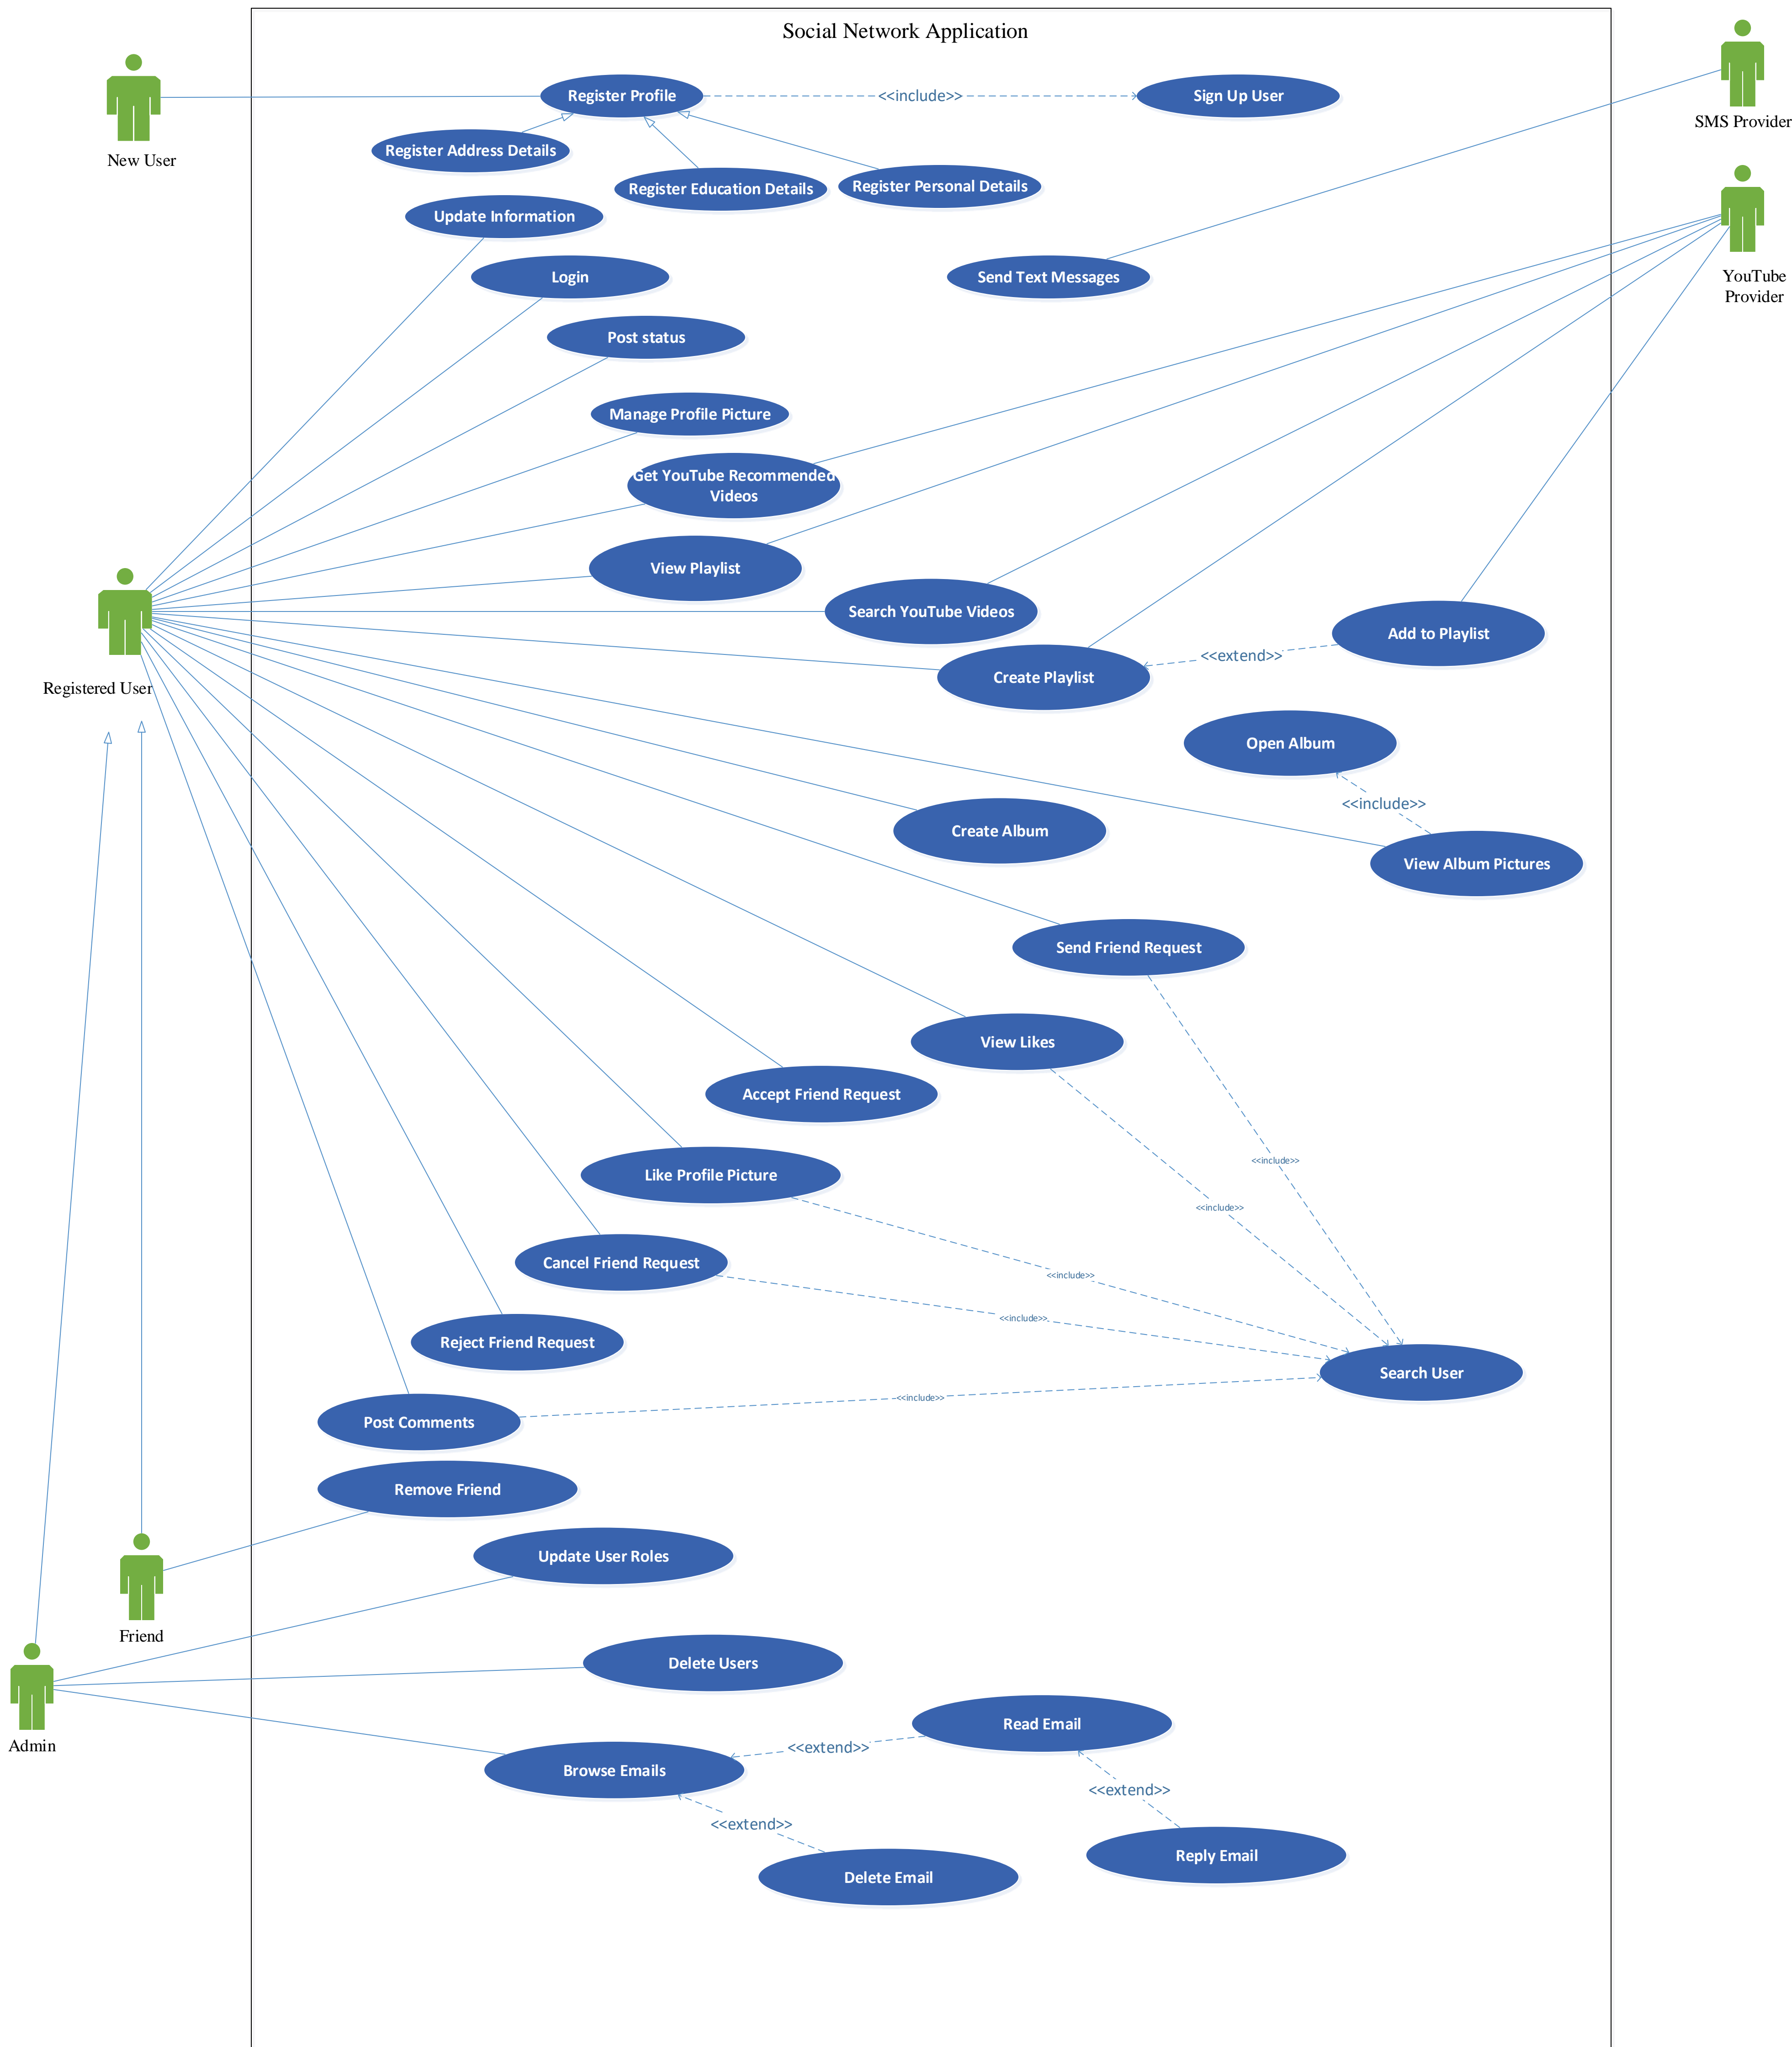 Social Network Application
New User
SMS Provider
YouTube
Provider
Register Profile
<<include>>
Sign Up User
Register Address Details
Register Education Details
Register Personal Details
Update Information
Login
Send Text Messages
Post status
Manage Profile Picture
Get YouTube Recommended
Videos
View Playlist
Search YouTube Videos
Add to Playlist
<<extend>>
Create Playlist
Registered User
Open Album
<<include>>
Create Album
View Album Pictures
Send Friend Request
View Likes
Accept Friend Request
<<include>>
Like Profile Picture
<<include>>
Cancel Friend Request
<<include>>
<<include>>
Reject Friend Request
Search User
<<include>>
Post Comments
Remove Friend
Update User Roles
Friend
Delete Users
Admin
Read Email
<<extend>>
Browse Emails
<<extend>>
<<extend>>
Reply Email
Delete Email